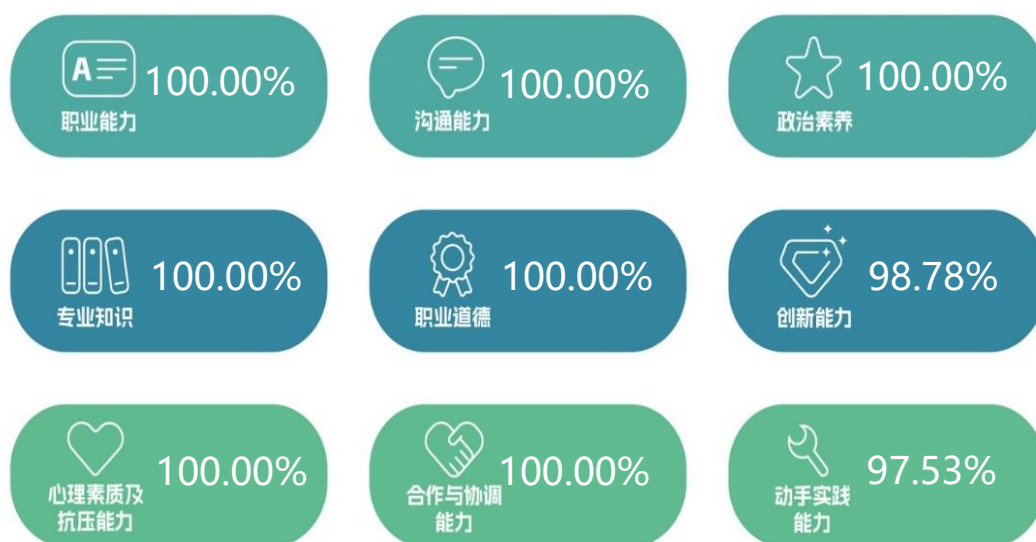 A
100.00%
职业能力
100.00%
沟通能力
100.00%
政治素养
100.00%
专业知识
100.00%
职业道德
98.78%
创新能力
100.00%
心理素质及
抗压能力
100.00%
合作与协调
能力
97.53%
动手实践
能力